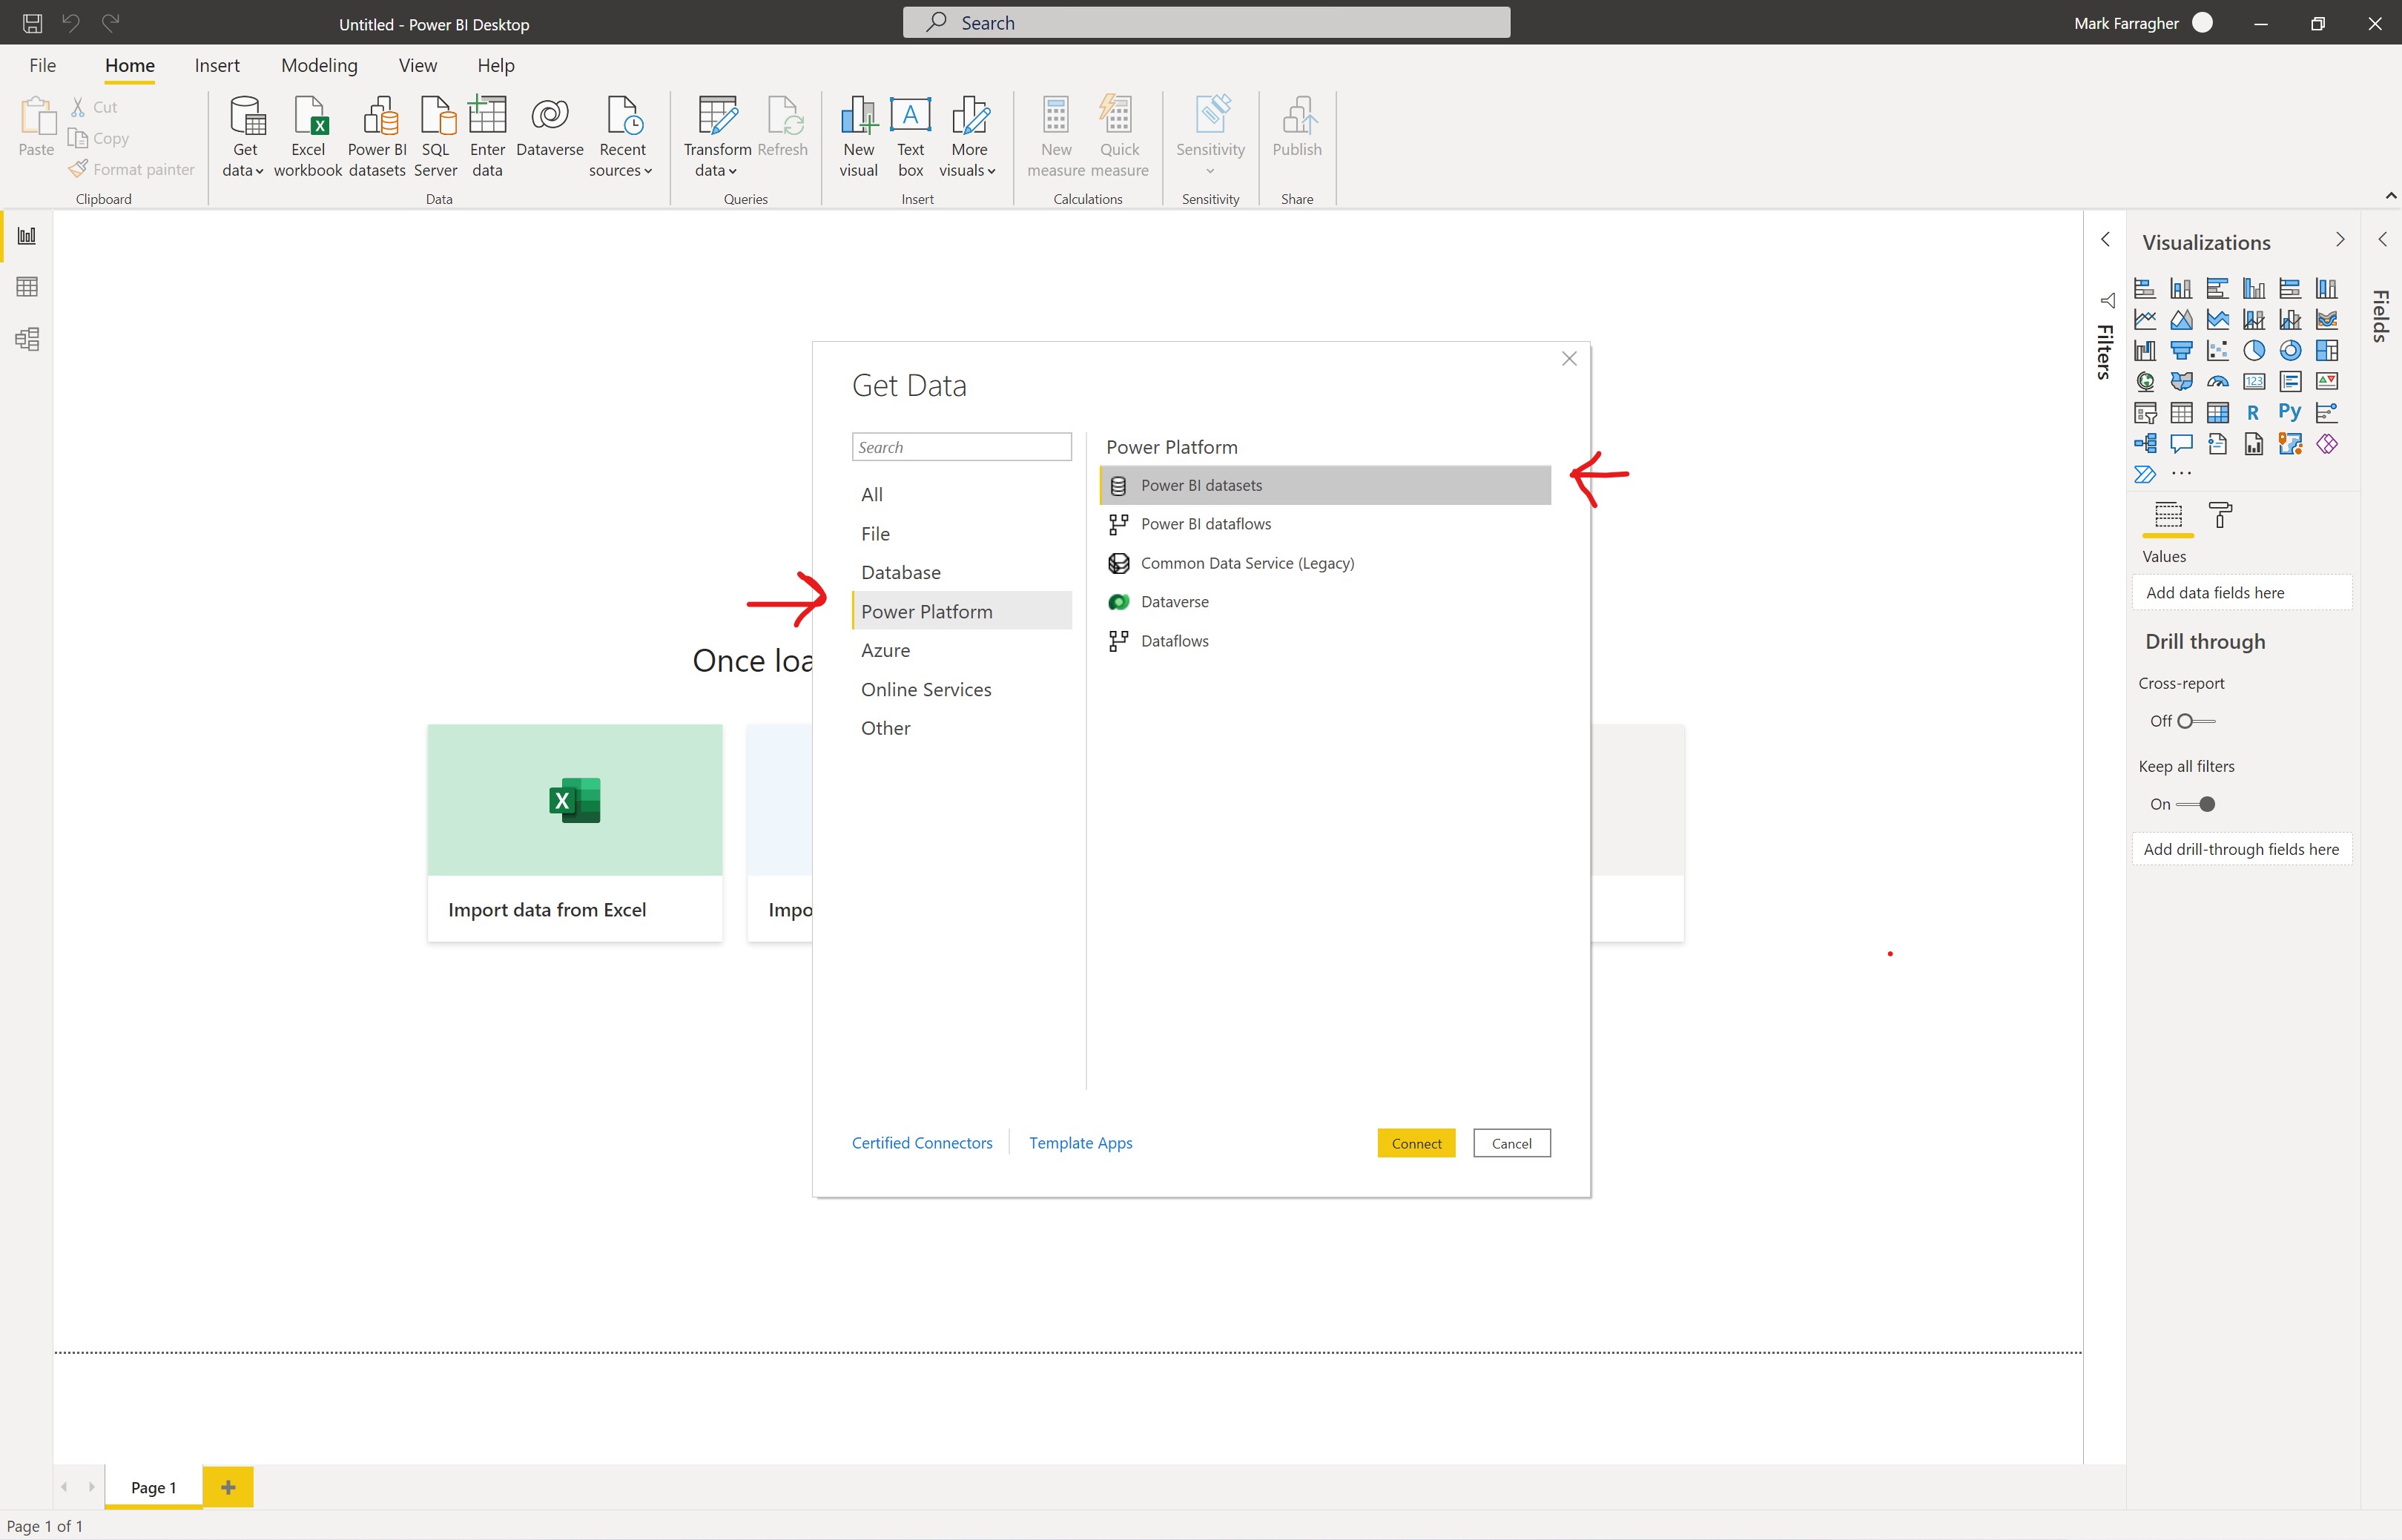 Untitled - Power BI Desktop
Search
Mark Farragher
File Home Insert Modeling View Help
Paste
Cut
Copy
Format painter
Clipboard
Get data
Excel workbook
Power BI datasets
SQL Server
Enter data
Dataverse
Recent sources
Data
Transform data
Refresh
Queries
New visual
Text box
More visuals
Insert
New measure
Quick measure
Calculations
Sensitivity
Sensitivity
Publish
Share
Once loa
Import data from Excel
Impo
Get Data
Search
All
File
Database
Power Platform
Azure
Online Services
Other
Power Platform
Power BI datasets
Power BI dataflows
Common Data Service (Legacy)
Dataverse
Dataflows
Certified Connectors
Template Apps
Connect
Cancel
Filters
Visualizations
123
R
Py
Values
Add data fields here
Drill through
Cross-report
Off
Keep all filters
On
Add drill-through fields here
Fields
Page 1
Page 1 of 1